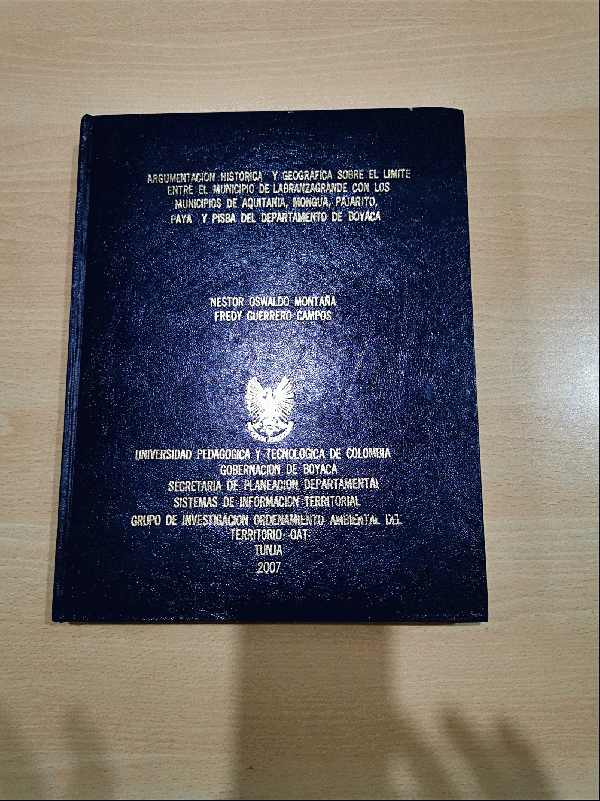 ARGUMENTACION HISTORICA Y GEOGRAFICA SOBRE EL LIMITE
ENTRE EL MUNICIPIO DE LABRANZAGRANDE CON LOS
MUNICIPIOS DE AQUITANIA, MONGUA, PAJARITO,
PAYA Y PISBA DEL DEPARTAMENTO DE BOYACA
NESTOR OSWALDO MONTAÑA
FREDY GUERRERO CAMPOS
UNIVERSIDAD PEDAGOGICA Y TECNOLOGICA DE COLOMBIA
GOBERNACION DE BOYACA
SECRETARIA DE PLANEACION DEPARTAMENTAL
SISTEMAS DE INFORMACION TERRITORIAL
GRUPO DE INVESTIGACION ORDENAMIENTO AMBIENTAL DEL
TERRITORIO OAT
TUNJA
2007